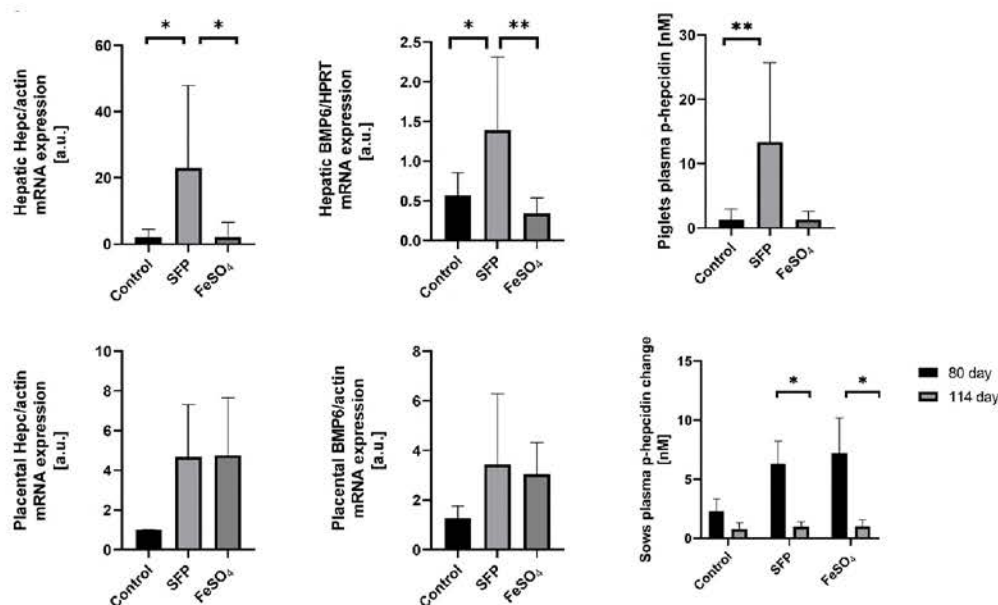 Hepatic Hepc/actin
mRNA expression
[a.u.]
60
40
20
0
*
*
Control
SFP
FeSO₄
Hepatic BMP6/HPRT
mRNA expression
[a.u.]
2.5
2.0
1.5
1.0
0.5
0.0
*
**
Control
SFP
FeSO₄
Piglets plasma p-hepcidin [nM]
30
20
10
0
**
Control
SFP
FeSO₄
Placental Hepc/actin
mRNA expression
[a.u.]
10
8
6
4
2
0
Control
SFP
FeSO₄
Placental BMP6/actin
mRNA expression
[a.u.]
8
6
4
2
0
Control
SFP
FeSO₄
Sows plasma p-hepcidin change
[nM]
15
10
5
0
*
*
Control
SFP
FeSO₄
80 day
114 day